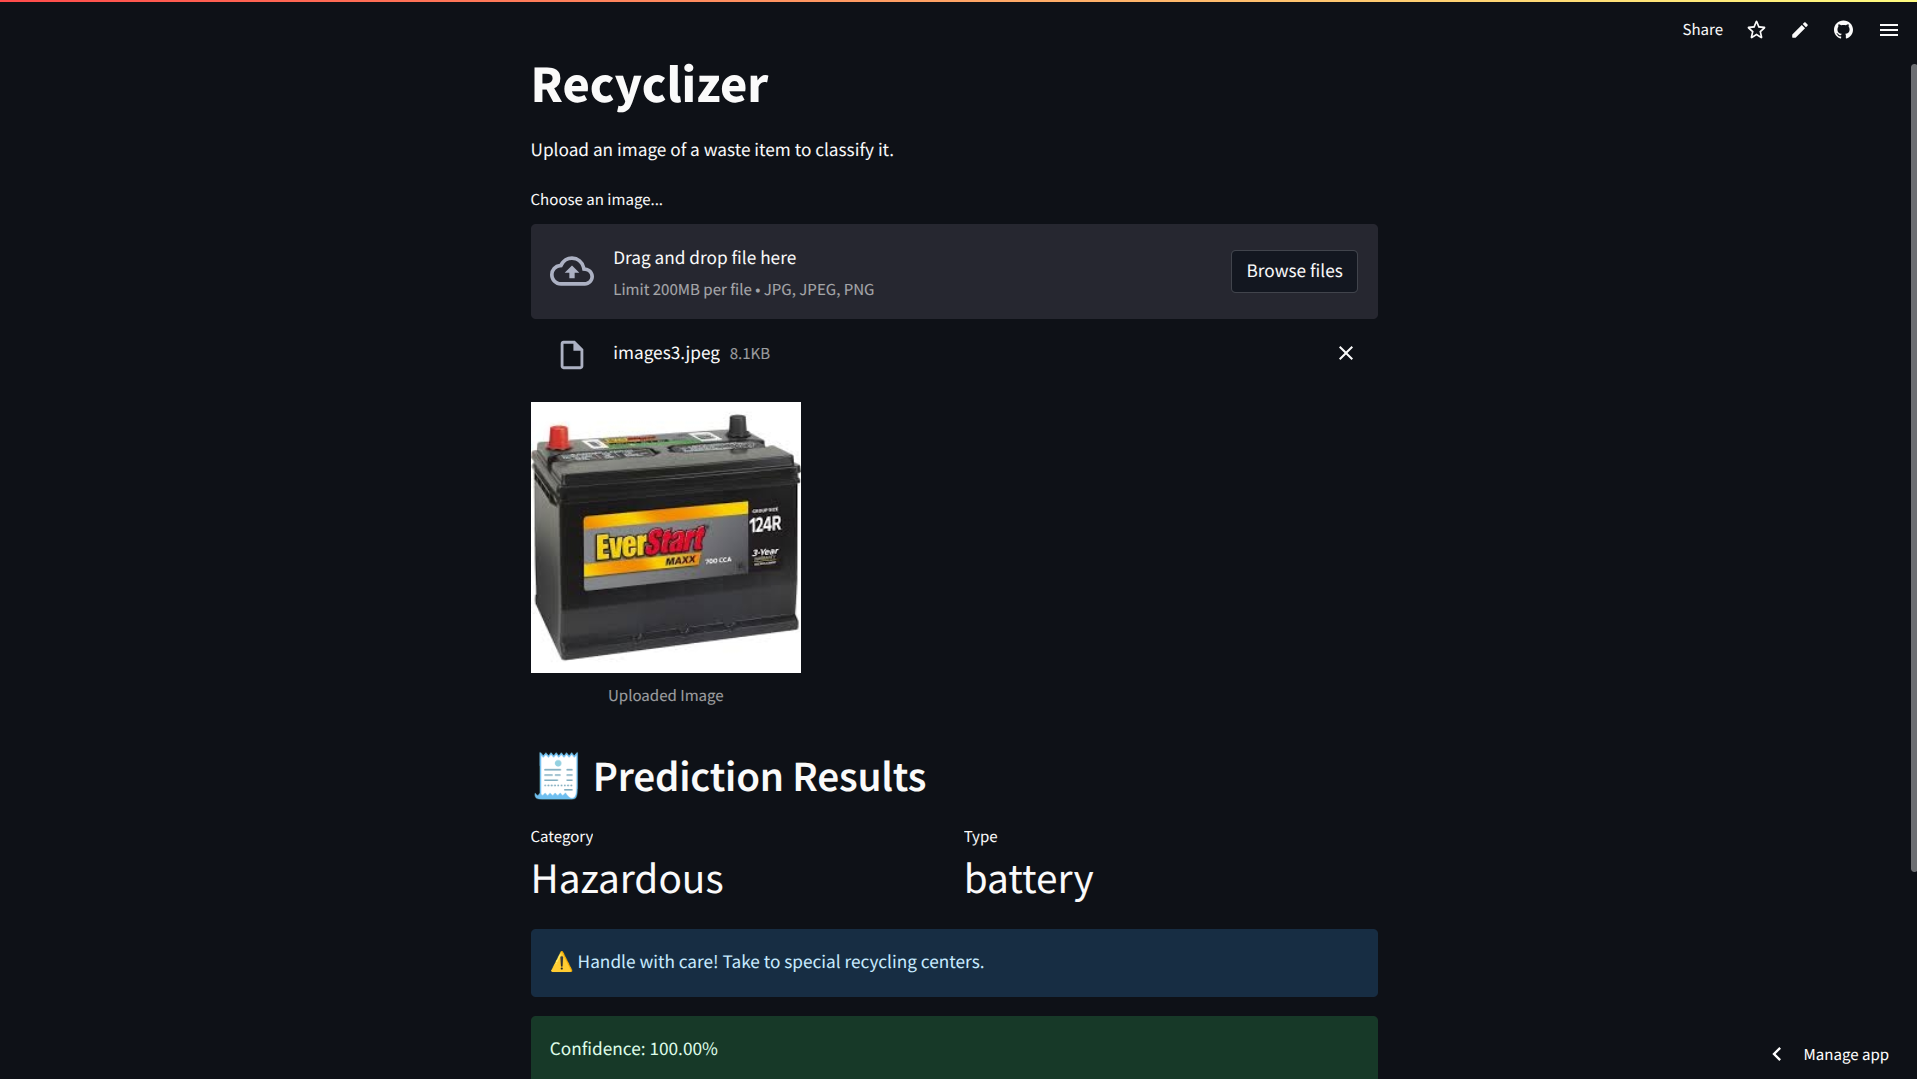 Share
Recyclizer
Upload an image of a waste item to classify it.
Choose an image...
Drag and drop file here
Limit 200MB per file • JPG, JPEG, PNG
Browse files
images3.jpeg 8.1KB
EverStart
MAXX
700 CCA
GROUP SIZE
124R
3-Year
Uploaded Image
🧾 Prediction Results
Category
Type
Hazardous
battery
⚠️ Handle with care! Take to special recycling centers.
Confidence: 100.00%
Manage app